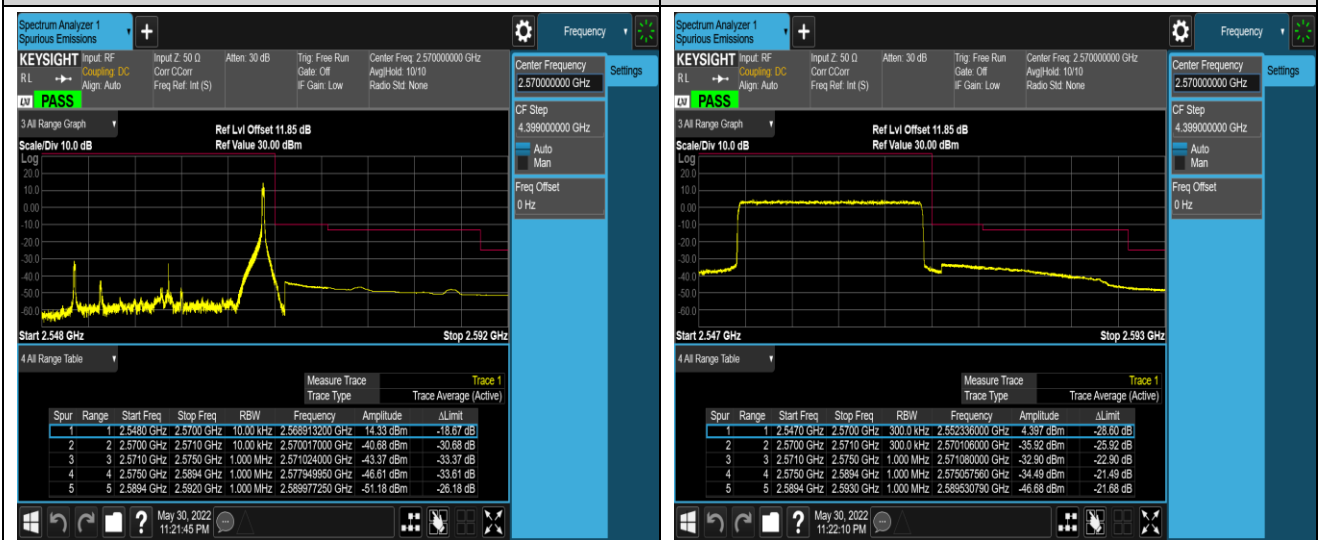 Spectrum Analyzer 1
Spurious Emissions
Frequency
KEYSIGHT Input: RF Input Z: 50 Ω Atten: 30 dB Trig: Free Run Center Freq: 2.570000000 GHz
RL Coupling: DC Corr CCorr Gate: Off Avg|Hold: 10/10
Align: Auto Freq Ref: Int (S) IF Gain: Low Radio Std: None
LXI PASS
Center Frequency
2.570000000 GHz
Settings
CF Step
4.399000000 GHz
Auto
Man
Freq Offset
0 Hz
3 All Range Graph
Ref Lvl Offset 11.85 dB
Scale/Div 10.0 dB Ref Value 30.00 dBm
Log
20.0
10.0
0.00
-10.0
-20.0
-30.0
-40.0
-50.0
-60.0
Start 2.548 GHz Stop 2.592 GHz
4 All Range Table
Measure Trace Trace 1
Trace Type Trace Average (Active)
Spur Range Start Freq Stop Freq RBW Frequency Amplitude ΔLimit
1 1 2.5480 GHz 2.5700 GHz 10.00 kHz 2.568913200 GHz 14.33 dBm -18.67 dB
2 2 2.5700 GHz 2.5710 GHz 10.00 kHz 2.570017000 GHz -40.68 dBm -30.68 dB
3 3 2.5710 GHz 2.5750 GHz 1.000 MHz 2.571024000 GHz -43.37 dBm -33.37 dB
4 4 2.5750 GHz 2.5894 GHz 1.000 MHz 2.577949950 GHz -46.61 dBm -33.61 dB
5 5 2.5894 GHz 2.5920 GHz 1.000 MHz 2.589977250 GHz -51.18 dBm -26.18 dB
?
May 30, 2022
11:21:45 PM
Spectrum Analyzer 1
Spurious Emissions
Frequency
KEYSIGHT Input: RF Input Z: 50 Ω Atten: 30 dB Trig: Free Run Center Freq: 2.570000000 GHz
RL Coupling: DC Corr CCorr Gate: Off Avg|Hold: 10/10
Align: Auto Freq Ref: Int (S) IF Gain: Low Radio Std: None
LXI PASS
Center Frequency
2.570000000 GHz
Settings
CF Step
4.399000000 GHz
Auto
Man
Freq Offset
0 Hz
3 All Range Graph
Ref Lvl Offset 11.85 dB
Scale/Div 10.0 dB Ref Value 30.00 dBm
Log
20.0
10.0
0.00
-10.0
-20.0
-30.0
-40.0
-50.0
-60.0
Start 2.547 GHz Stop 2.593 GHz
4 All Range Table
Measure Trace Trace 1
Trace Type Trace Average (Active)
Spur Range Start Freq Stop Freq RBW Frequency Amplitude ΔLimit
1 1 2.5470 GHz 2.5700 GHz 300.0 kHz 2.552336000 GHz 4.397 dBm -28.60 dB
2 2 2.5700 GHz 2.5710 GHz 300.0 kHz 2.570106000 GHz -35.92 dBm -25.92 dB
3 3 2.5710 GHz 2.5750 GHz 1.000 MHz 2.571080000 GHz -32.90 dBm -22.90 dB
4 4 2.5750 GHz 2.5894 GHz 1.000 MHz 2.575057560 GHz -34.49 dBm -21.49 dB
5 5 2.5894 GHz 2.5930 GHz 1.000 MHz 2.589530790 GHz -46.68 dBm -21.68 dB
?
May 30, 2022
11:22:10 PM